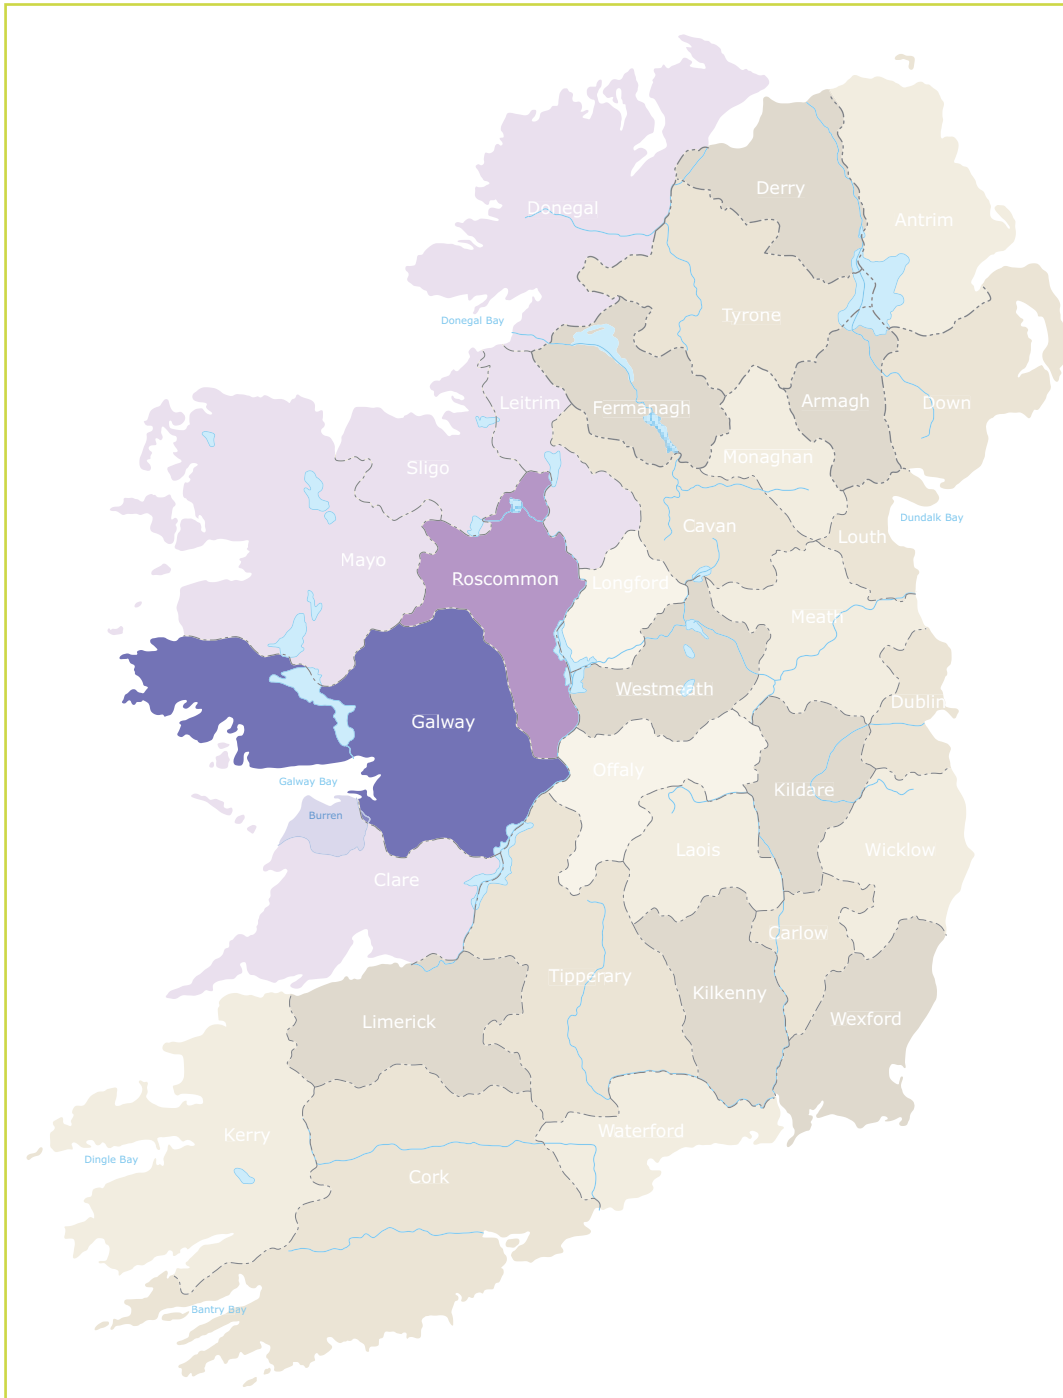 Derry
Donegal
Antrim
Tyrone
Donegal Bay
Leitrim
Fermanagh
Armagh
Down
Monaghan
Sligo
Dundalk Bay
Cavan
Louth
Mayo
Roscommon
Longford
Meath
Westmeath
Dublin
Galway
Offaly
Galway Bay
Kildare
Burren
Laois
Wicklow
Clare
Carlow
Tipperary
Kilkenny
Limerick
Wexford
Kerry
Waterford
Dingle Bay
Cork
Bantry Bay